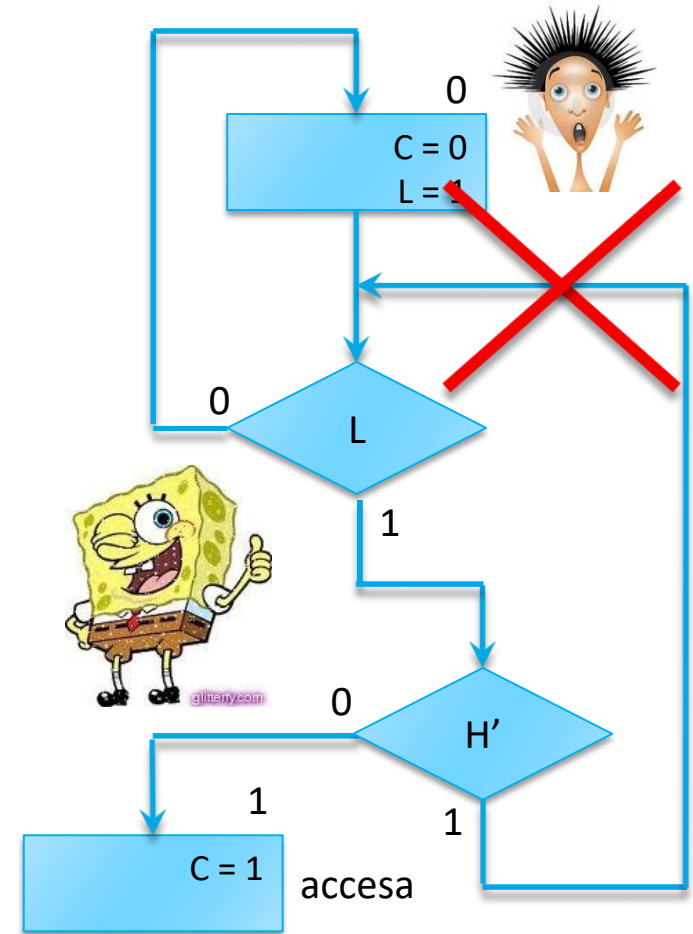 0
C = 0
L = 1
0
L
1
glitterfy.com
0
H’
1
1
C = 1
accesa